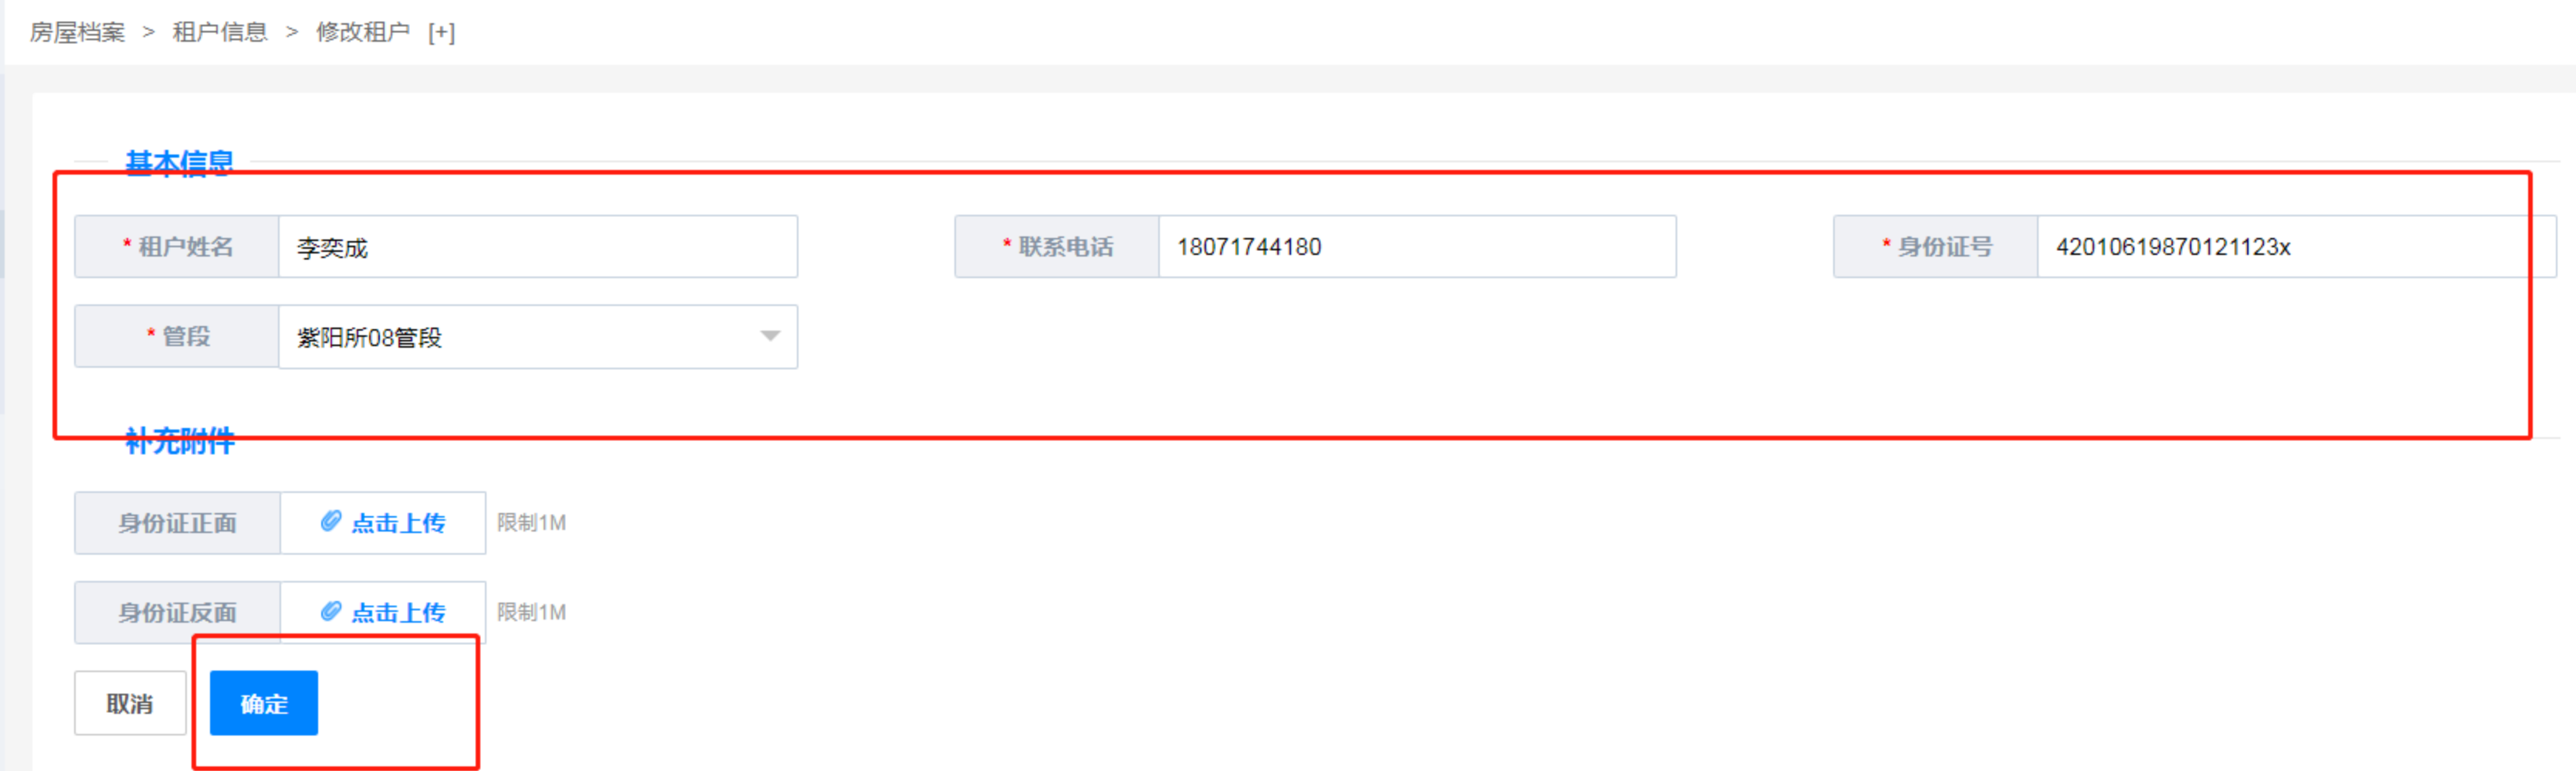 房屋档案 > 租户信息 > 修改租户 [+]
基本信息
* 租户姓名 李奕成 * 联系电话 18071744180 * 身份证号 42010619870121123x
* 管段 紫阳所08管段
补充附件
身份证正面 点击上传 限制1M
身份证反面 点击上传 限制1M
取消 确定